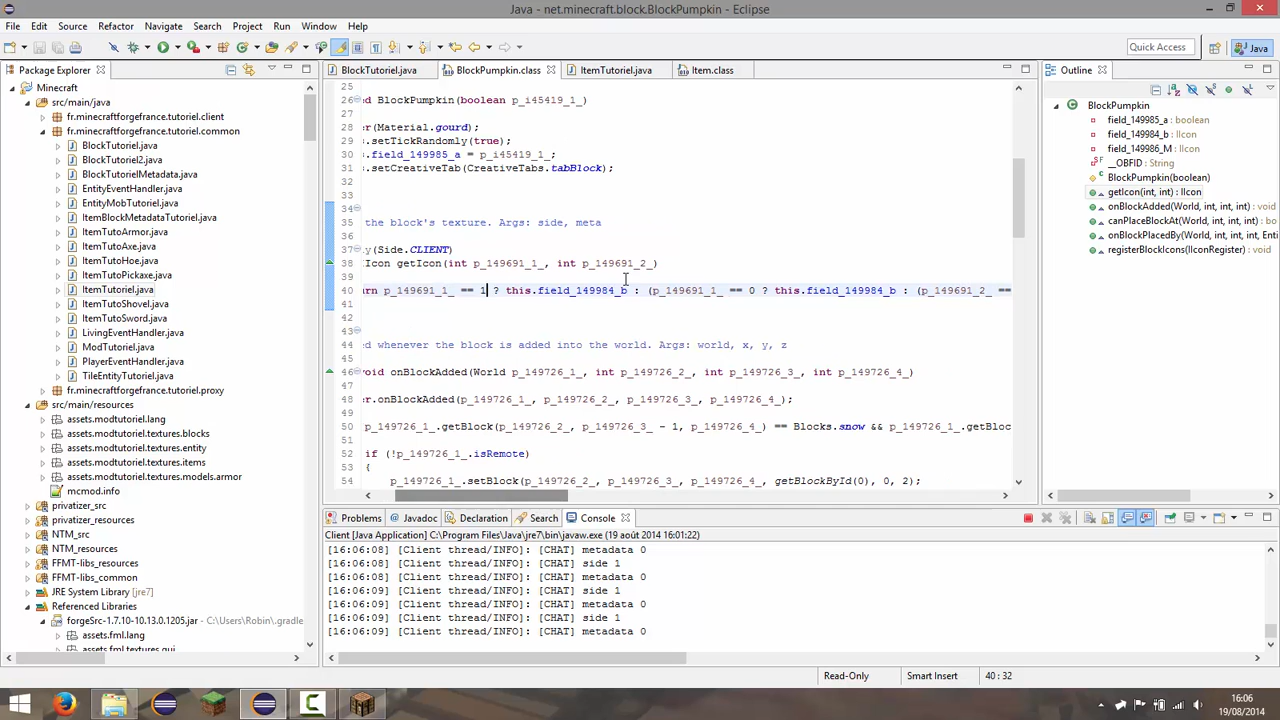 Java - net.minecraft.block.BlockPumpkin.class - Eclipse
File Edit Source Refactor Navigate Search Project Run Window Help
Quick Access
Java
Package Explorer
Minecraft
src/main/java
fr.minecraftforgefrance.tutoriel.client
fr.minecraftforgefrance.tutoriel.common
BlockTutoriel.java
BlockTutoriel2.java
BlockTutorielMetadata.java
EntityEventHandler.java
EntityMobTutoriel.java
ItemBlockMetadataTutoriel.java
ItemTutoArmor.java
ItemTutoAxe.java
ItemTutoHoe.java
ItemTutoPickaxe.java
ItemTutoriel.java
ItemTutoShovel.java
ItemTutoSword.java
LivingEventHandler.java
ModTutoriel.java
PlayerEventHandler.java
TileEntityTutoriel.java
fr.minecraftforgefrance.tutoriel.proxy
src/main/resources
assets.modtutoriel.lang
assets.modtutoriel.textures.blocks
assets.modtutoriel.textures.entity
assets.modtutoriel.textures.items
assets.modtutoriel.textures.models.armor
mcmod.info
privatizer_src
privatizer_resources
NTM_src
NTM_resources
FFMT-libs_resources
FFMT-libs_common
JRE System Library [jre7]
Referenced Libraries
forgeSrc-1.7.10-10.13.0.1205.jar - C:\Users\Robin\.gradle
assets.fml.lang
assets.fml.textures.gui
BlockTutoriel.java BlockPumpkin.class ItemTutoriel.java Item.class
25
26 ed BlockPumpkin(boolean p_i45419_1_)
27
28 er(Material.gourd);
29 s.setTickRandomly(true);
30 s.field_149985_a = p_i45419_1_;
31 s.setCreativeTab(CreativeTabs.tabBlock);
32
33
34
35 the block's texture. Args: side, meta
36
37 y(Side.CLIENT)
38 IIcon getIcon(int p_149691_1_, int p_149691_2_)
39
40 urn p_149691_1_ == 1 ? this.field_149984_b : (p_149691_1_ == 0 ? this.field_149984_b : (p_149691_2_ ==
41
42
43
44 ed whenever the block is added into the world. Args: world, x, y, z
45
46 void onBlockAdded(World p_149726_1_, int p_149726_2_, int p_149726_3_, int p_149726_4_)
47
48 er.onBlockAdded(p_149726_1_, p_149726_2_, p_149726_3_, p_149726_4_);
49
50 p_149726_1_.getBlock(p_149726_2_, p_149726_3_ - 1, p_149726_4_) == Blocks.snow && p_149726_1_.getBloc
51
52 if (!p_149726_1_.isRemote)
53 {
54 p_149726_1_.setBlock(p_149726_2_, p_149726_3_, p_149726_4_, getBlockById(0), 0, 2);
Outline
BlockPumpkin
field_149985_a : boolean
field_149984_b : IIcon
field_149986_M : IIcon
__OBFID : String
BlockPumpkin(boolean)
getIcon(int, int) : IIcon
onBlockAdded(World, int, int, int) : void
canPlaceBlockAt(World, int, int, int) :
onBlockPlacedBy(World, int, int, int, Enti
registerBlockIcons(IIconRegister) : void
Problems Javadoc Declaration Search Console
Client [Java Application] C:\Program Files\Java\jre7\bin\javaw.exe (19 août 2014 16:01:22)
[16:06:08] [Client thread/INFO]: [CHAT] metadata 0
[16:06:08] [Client thread/INFO]: [CHAT] side 1
[16:06:08] [Client thread/INFO]: [CHAT] metadata 0
[16:06:09] [Client thread/INFO]: [CHAT] side 1
[16:06:09] [Client thread/INFO]: [CHAT] metadata 0
[16:06:09] [Client thread/INFO]: [CHAT] side 1
[16:06:09] [Client thread/INFO]: [CHAT] metadata 0
Read-Only Smart Insert 40 : 32
16:06
19/08/2014